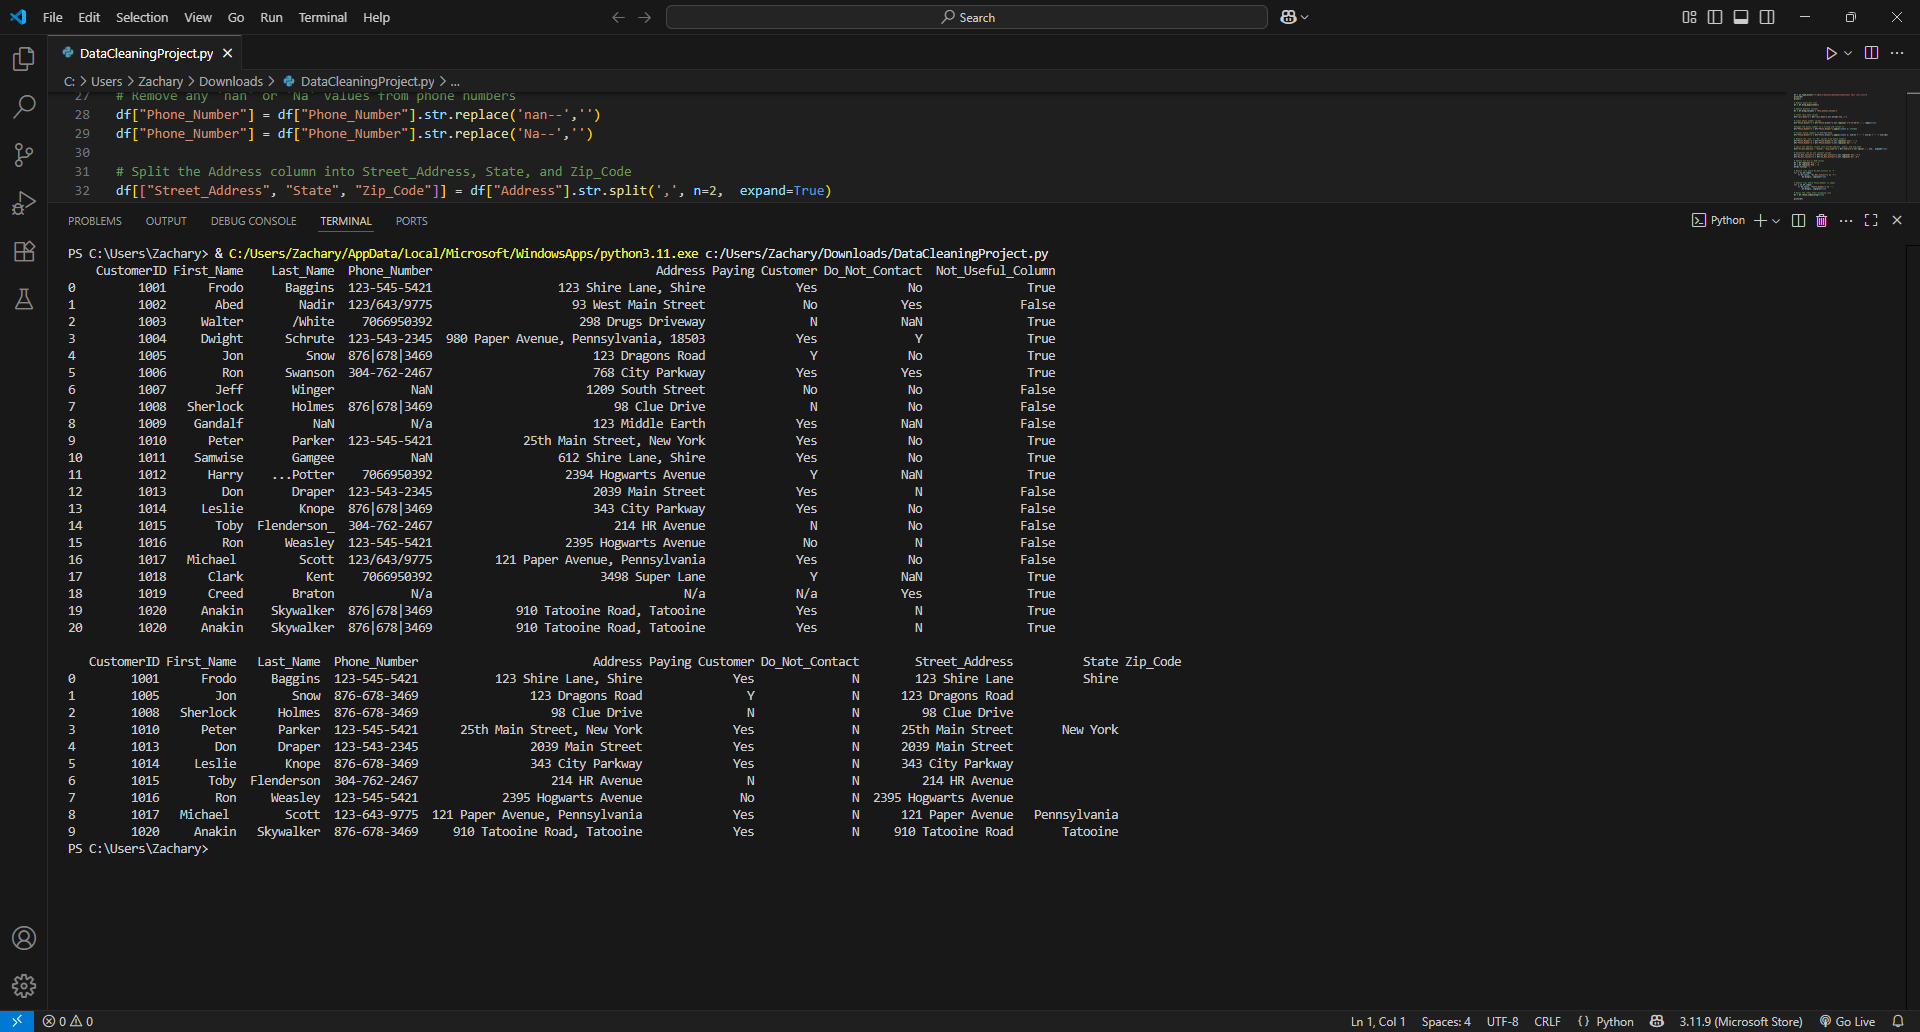 File Edit Selection View Go Run Terminal Help
Search
DataCleaningProject.py
C: > Users > Zachary > Downloads > DataCleaningProject.py > ...
27 # Remove any 'nan' or 'Na' values from phone numbers
28 df["Phone_Number"] = df["Phone_Number"].str.replace('nan--','')
29 df["Phone_Number"] = df["Phone_Number"].str.replace('Na--','')
30
31 # Split the Address column into Street_Address, State, and Zip_Code
32 df[["Street_Address", "State", "Zip_Code"]] = df["Address"].str.split(',', n=2,  expand=True)
PROBLEMS OUTPUT DEBUG CONSOLE TERMINAL PORTS
Python
PS C:\Users\Zachary> & C:/Users/Zachary/AppData/Local/Microsoft/WindowsApps/python3.11.exe c:/Users/Zachary/Downloads/DataCleaningProject.py
CustomerID First_Name Last_Name Phone_Number Address Paying Customer Do_Not_Contact Not_Useful_Column
0 1001 Frodo Baggins 123-545-5421 123 Shire Lane, Shire Yes No True
1 1002 Abed Nadir 123/643/9775 93 West Main Street No Yes False
2 1003 Walter /White 7066950392 298 Drugs Driveway N NaN True
3 1004 Dwight Schrute 123-543-2345 980 Paper Avenue, Pennsylvania, 18503 Yes Y True
4 1005 Jon Snow 876|678|3469 123 Dragons Road Y No True
5 1006 Ron Swanson 304-762-2467 768 City Parkway Yes Yes True
6 1007 Jeff Winger NaN 1209 South Street No No False
7 1008 Sherlock Holmes 876|678|3469 98 Clue Drive N No False
8 1009 Gandalf NaN N/a 123 Middle Earth Yes NaN False
9 1010 Peter Parker 123-545-5421 25th Main Street, New York Yes No True
10 1011 Samwise Gamgee NaN 612 Shire Lane, Shire Yes No True
11 1012 Harry ...Potter 7066950392 2394 Hogwarts Avenue Y NaN True
12 1013 Don Draper 123-543-2345 2039 Main Street Yes N False
13 1014 Leslie Knope 876|678|3469 343 City Parkway Yes No False
14 1015 Toby Flenderson_ 304-762-2467 214 HR Avenue N No False
15 1016 Ron Weasley 123-545-5421 2395 Hogwarts Avenue No N False
16 1017 Michael Scott 123/643/9775 121 Paper Avenue, Pennsylvania Yes No False
17 1018 Clark Kent 7066950392 3498 Super Lane Y NaN True
18 1019 Creed Braton N/a N/a N/a Yes True
19 1020 Anakin Skywalker 876|678|3469 910 Tatooine Road, Tatooine Yes N True
20 1020 Anakin Skywalker 876|678|3469 910 Tatooine Road, Tatooine Yes N True
CustomerID First_Name Last_Name Phone_Number Address Paying Customer Do_Not_Contact Street_Address State Zip_Code
0 1001 Frodo Baggins 123-545-5421 123 Shire Lane, Shire Yes N 123 Shire Lane Shire
1 1005 Jon Snow 876-678-3469 123 Dragons Road Y N 123 Dragons Road
2 1008 Sherlock Holmes 876-678-3469 98 Clue Drive N N 98 Clue Drive
3 1010 Peter Parker 123-545-5421 25th Main Street, New York Yes N 25th Main Street New York
4 1013 Don Draper 123-543-2345 2039 Main Street Yes N 2039 Main Street
5 1014 Leslie Knope 876-678-3469 343 City Parkway Yes N 343 City Parkway
6 1015 Toby Flenderson 304-762-2467 214 HR Avenue N N 214 HR Avenue
7 1016 Ron Weasley 123-545-5421 2395 Hogwarts Avenue No N 2395 Hogwarts Avenue
8 1017 Michael Scott 123-643-9775 121 Paper Avenue, Pennsylvania Yes N 121 Paper Avenue Pennsylvania
9 1020 Anakin Skywalker 876-678-3469 910 Tatooine Road, Tatooine Yes N 910 Tatooine Road Tatooine
PS C:\Users\Zachary>
0 0 Ln 1, Col 1 Spaces: 4 UTF-8 CRLF {} Python 3.11.9 (Microsoft Store) Go Live